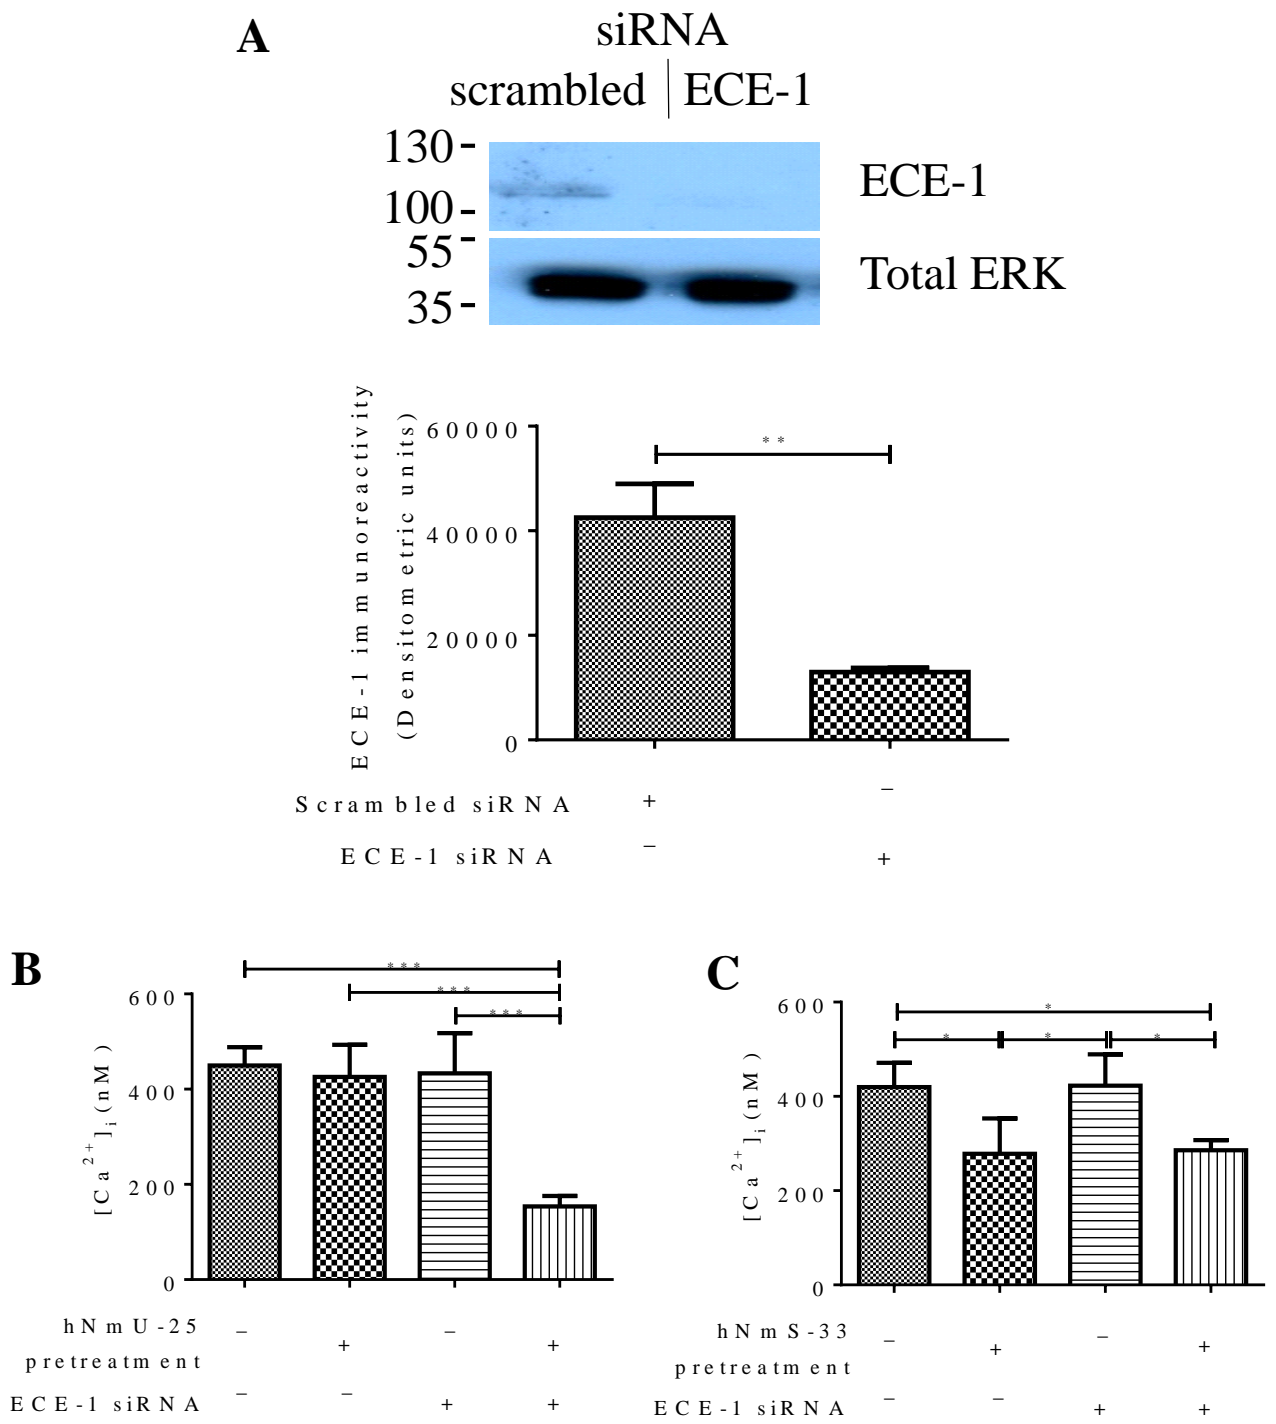 A
siRNA
scrambled | ECE-1
130 -
100 -
ECE-1
55 -
35 -
Total ERK
ECE-1 immunoreactivity
(Densitometric units)
60000
40000
20000
0
**
Scrambled siRNA + −
ECE-1 siRNA − +
B
***
***
***
[Ca2+]i (nM)
600
400
200
0
hNmU-25
pretreatment − + − +
ECE-1 siRNA − − + +
C
*
* * *
[Ca2+]i (nM)
600
400
200
0
hNmS-33
pretreatment − + − +
ECE-1 siRNA − − + +